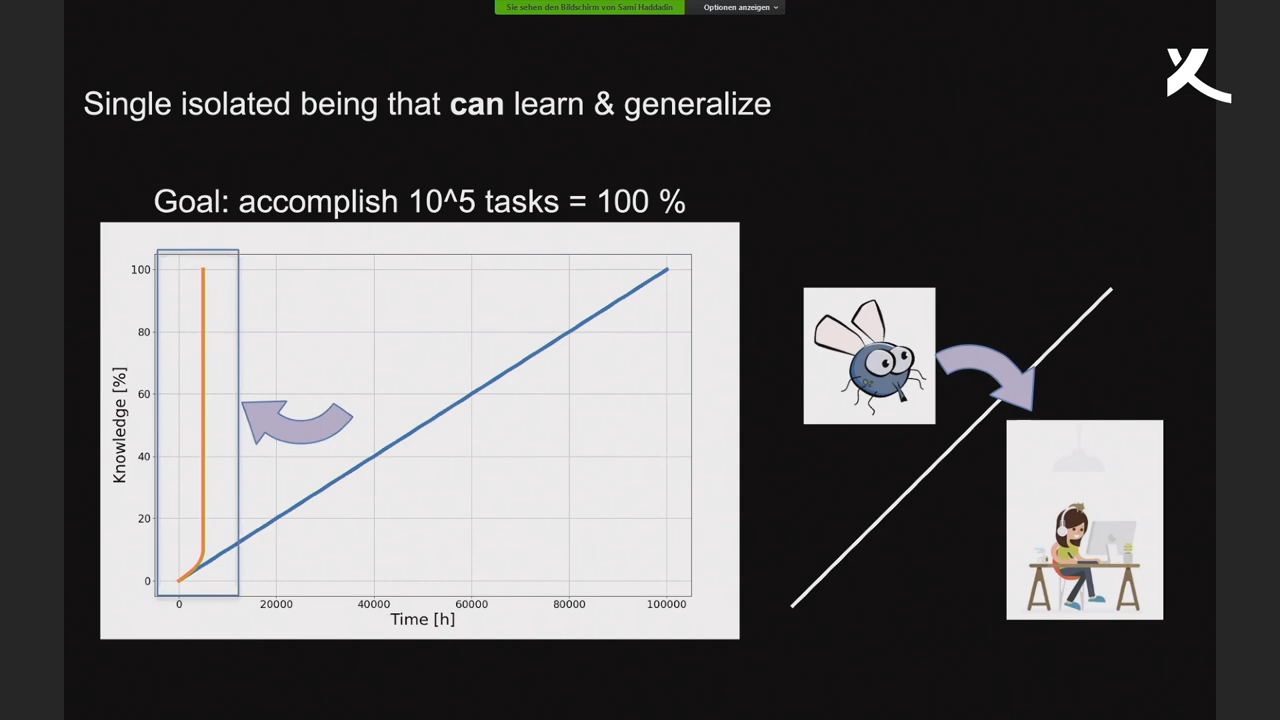 Sie sehen den Bildschirm von Sami Haddadin
Optionen anzeigen
Single isolated being that can learn & generalize
Goal: accomplish 10^5 tasks = 100 %
100
80
60
40
20
0
Knowledge [%]
0 20000 40000 60000 80000 100000
Time [h]